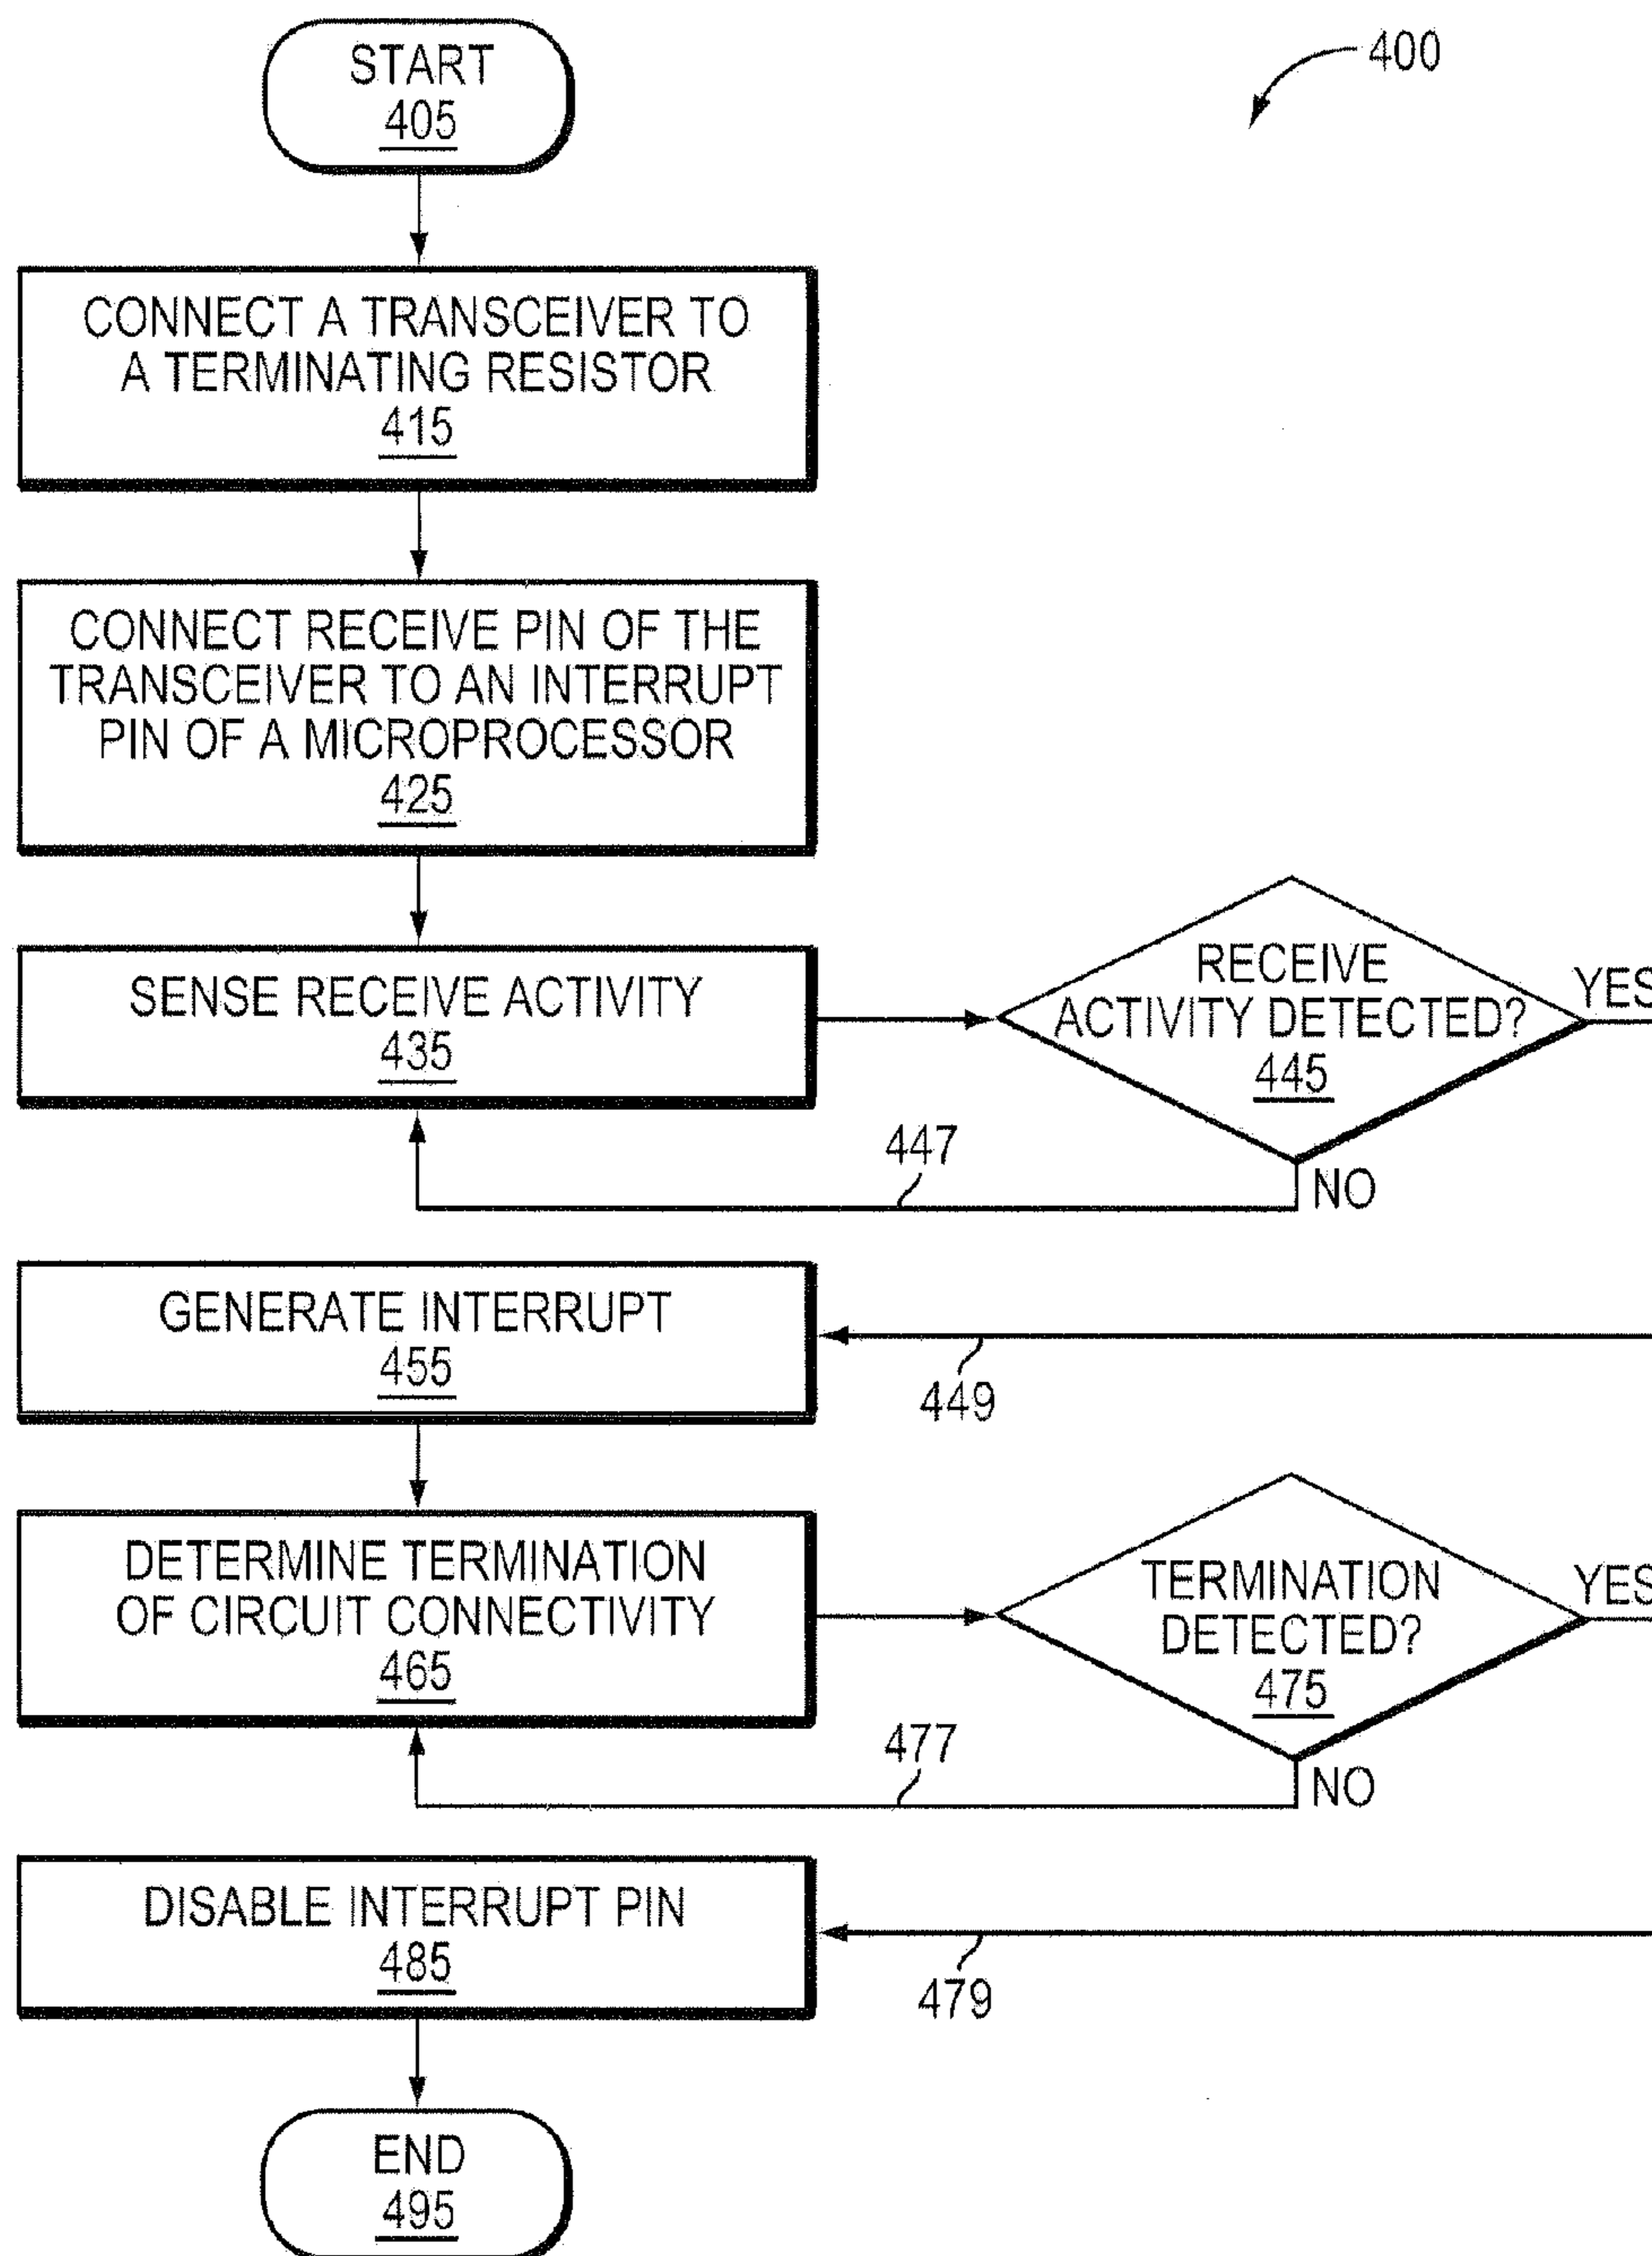 START
405
400
CONNECT A TRANSCEIVER TO
A TERMINATING RESISTOR
415
CONNECT RECEIVE PIN OF THE
TRANSCEIVER TO AN INTERRUPT
PIN OF A MICROPROCESSOR
425
SENSE RECEIVE ACTIVITY
435
RECEIVE
ACTIVITY DETECTED?
445
YES
447
NO
GENERATE INTERRUPT
455
449
DETERMINE TERMINATION
OF CIRCUIT CONNECTIVITY
465
TERMINATION
DETECTED?
475
YES
477
NO
DISABLE INTERRUPT PIN
485
479
END
495